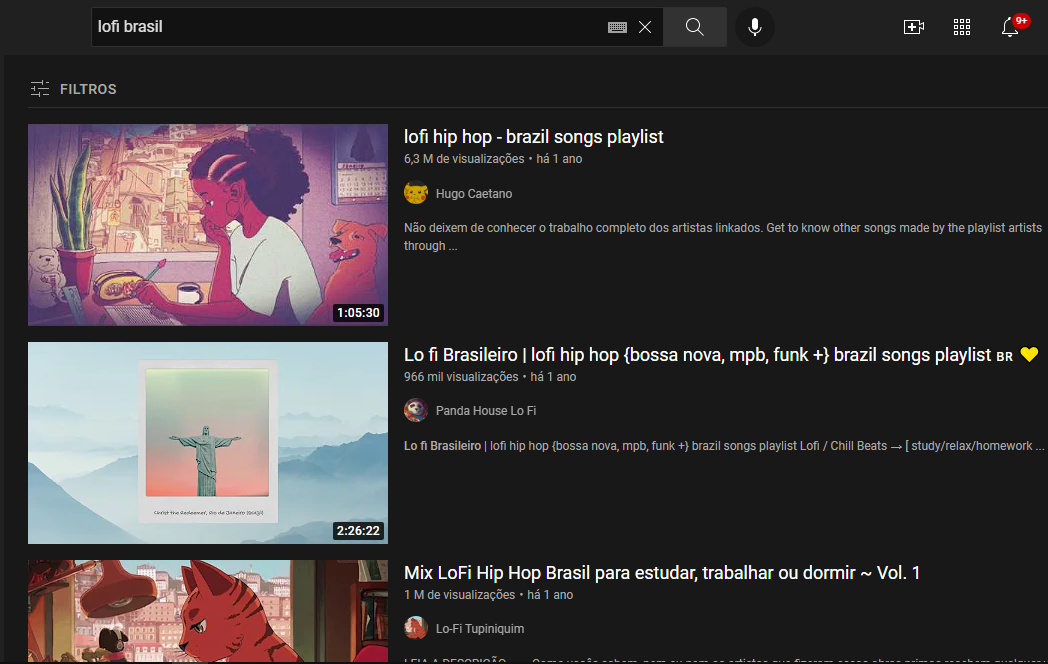 lofi brasil
9+
FILTROS
lofi hip hop - brazil songs playlist
6,3 M de visualizações • há 1 ano
Hugo Caetano
Não deixem de conhecer o trabalho completo dos artistas linkados. Get to know other songs made by the playlist artists
through ...
1:05:30
Lo fi Brasileiro | lofi hip hop {bossa nova, mpb, funk +} brazil songs playlist ʙʀ 💛
966 mil visualizações • há 1 ano
Panda House Lo Fi
Lo fi Brasileiro | lofi hip hop {bossa nova, mpb, funk +} brazil songs playlist Lofi / Chill Beats → [ study/relax/homework ...
Christ the Redeemer, Rio de Janeiro
2:26:22
Mix LoFi Hip Hop Brasil para estudar, trabalhar ou dormir ~ Vol. 1
1 M de visualizações • há 1 ano
Lo-Fi Tupiniquim